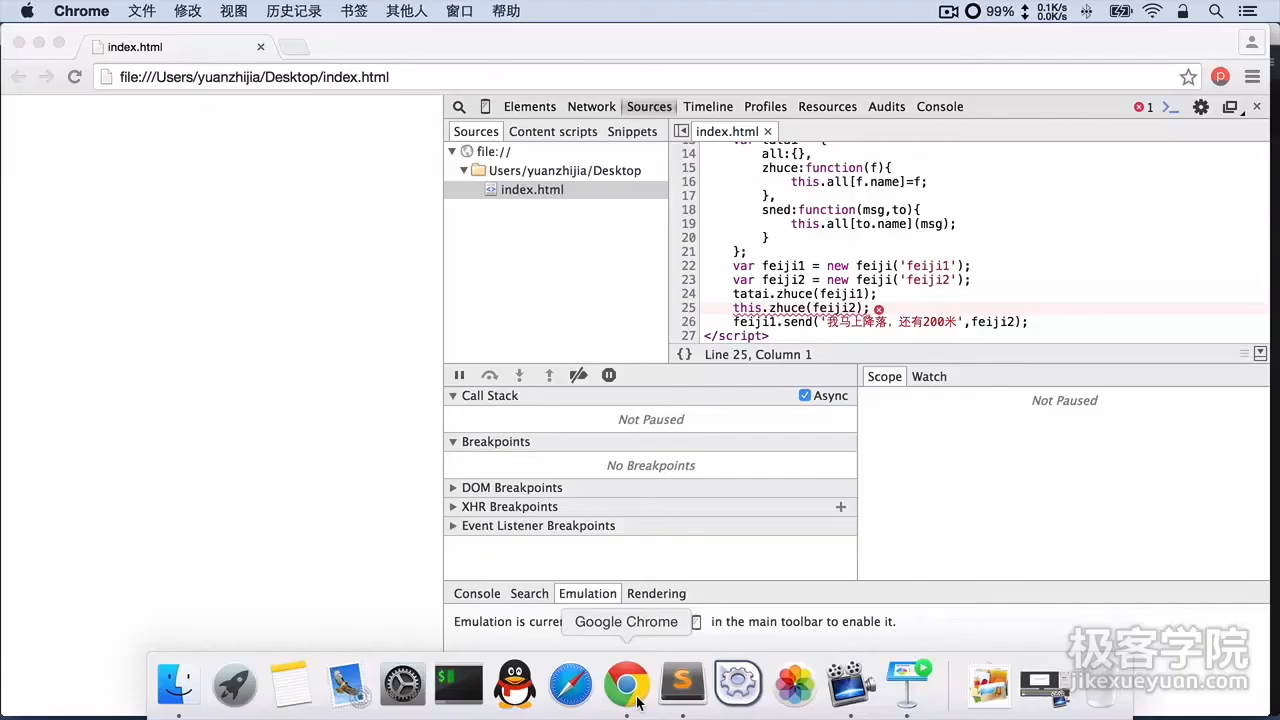 Chrome 文件 修改 视图 历史记录 书签 其他人 窗口 帮助 99% 0.1K/s 0.0K/s
index.html
file:///Users/yuanzhijia/Desktop/index.html
Elements Network Sources Timeline Profiles Resources Audits Console 1
Sources Content scripts Snippets index.html
file://
Users/yuanzhijia/Desktop
index.html
14 all:{},
15 zhuce:function(f){
16 this.all[f.name]=f;
17 },
18 sned:function(msg,to){
19 this.all[to.name](msg);
20 }
21 };
22 var feiji1 = new feiji('feiji1');
23 var feiji2 = new feiji('feiji2');
24 tatai.zhuce(feiji1);
25 this.zhuce(feiji2);
26 feiji1.send('我马上降落，还有200米',feiji2);
27 </script>
{} Line 25, Column 1
Scope Watch
Call Stack Async
Not Paused
Not Paused
Breakpoints
No Breakpoints
DOM Breakpoints
XHR Breakpoints
Event Listener Breakpoints
Console Search Emulation Rendering
Emulation is curre in the main toolbar to enable it.
Google Chrome
极客学院
jikexueyuan.com